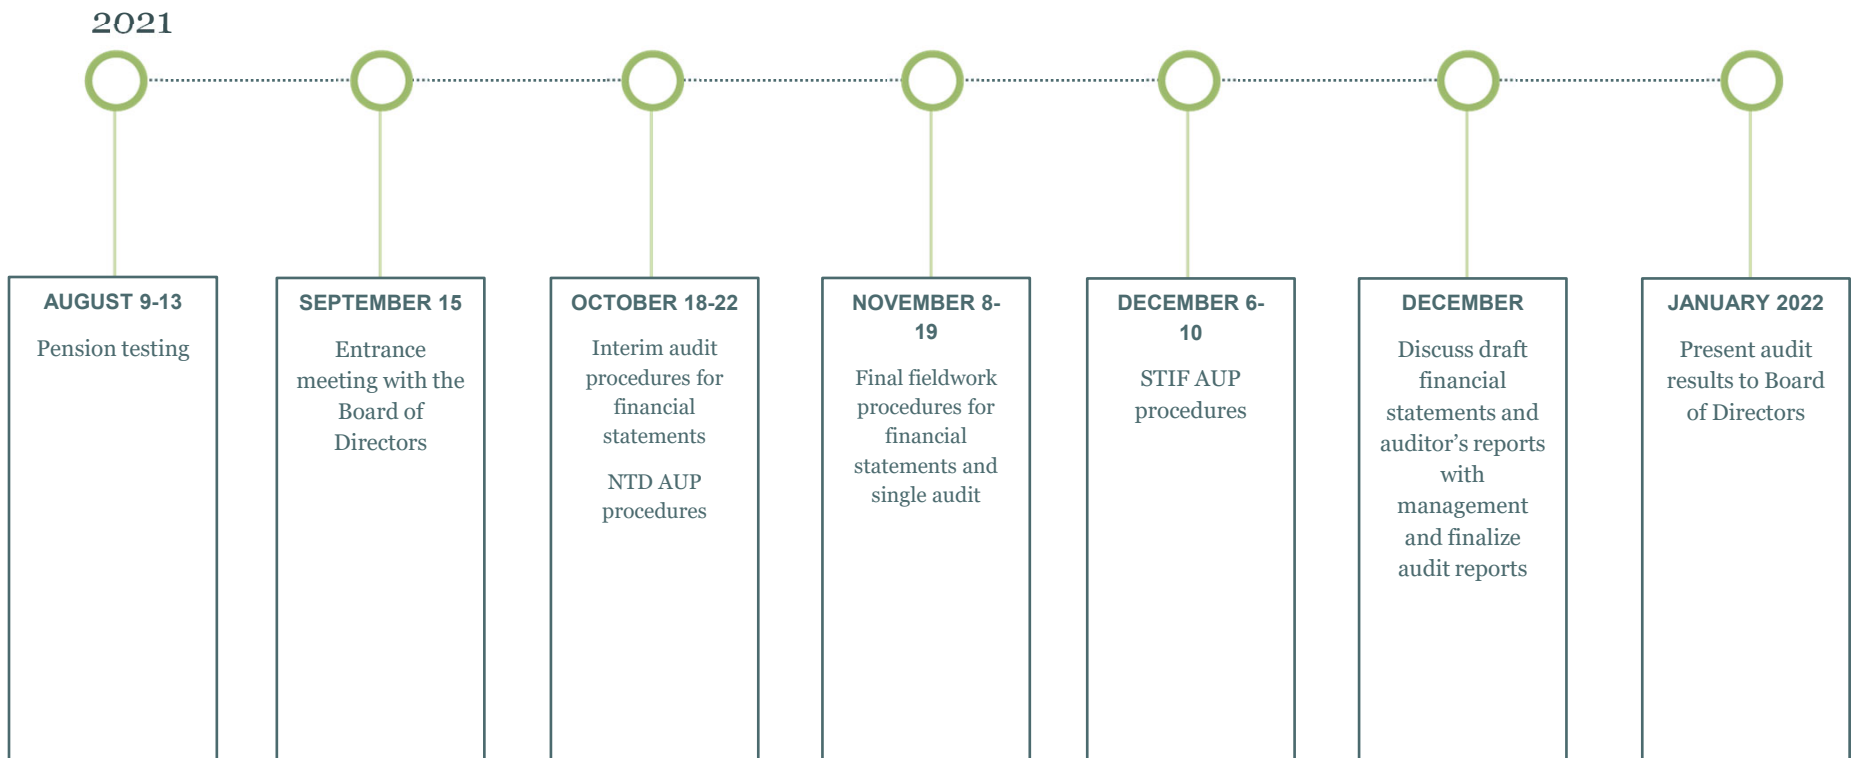 2021
AUGUST 9-13
Pension testing
SEPTEMBER 15
Entrance
meeting with the
Board of
Directors
OCTOBER 18-22
Interim audit
procedures for
financial
statements
NTD AUP
procedures
NOVEMBER 8-
19
Final fieldwork
procedures for
financial
statements and
single audit
DECEMBER 6-
10
STIF AUP
procedures
DECEMBER
Discuss draft
financial
statements and
auditor’s reports
with
management
and finalize
audit reports
JANUARY 2022
Present audit
results to Board
of Directors